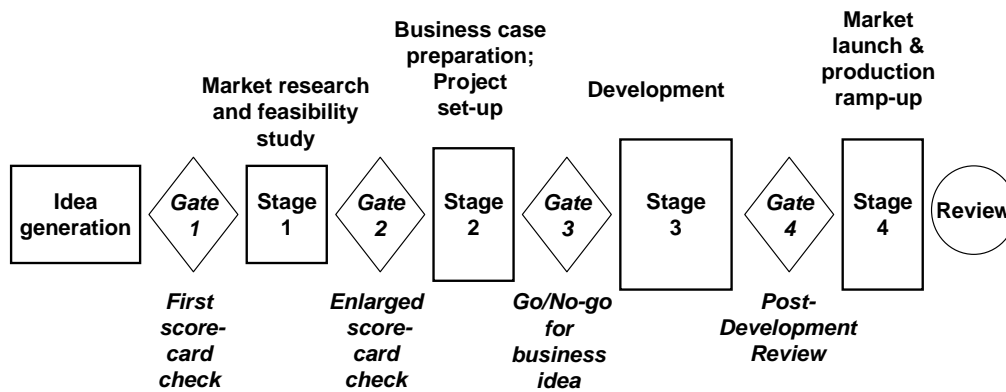 Market research
and feasibility
study
Business case
preparation;
Project
set-up
Development
Market
launch &
production
ramp-up
Idea
generation
Gate
1
Stage
1
Gate
2
Stage
2
Gate
3
Stage
3
Gate
4
Stage
4
Review
First
score-
card
check
Enlarged
score-
card
check
Go/No-go
for
business
idea
Post-
Development
Review